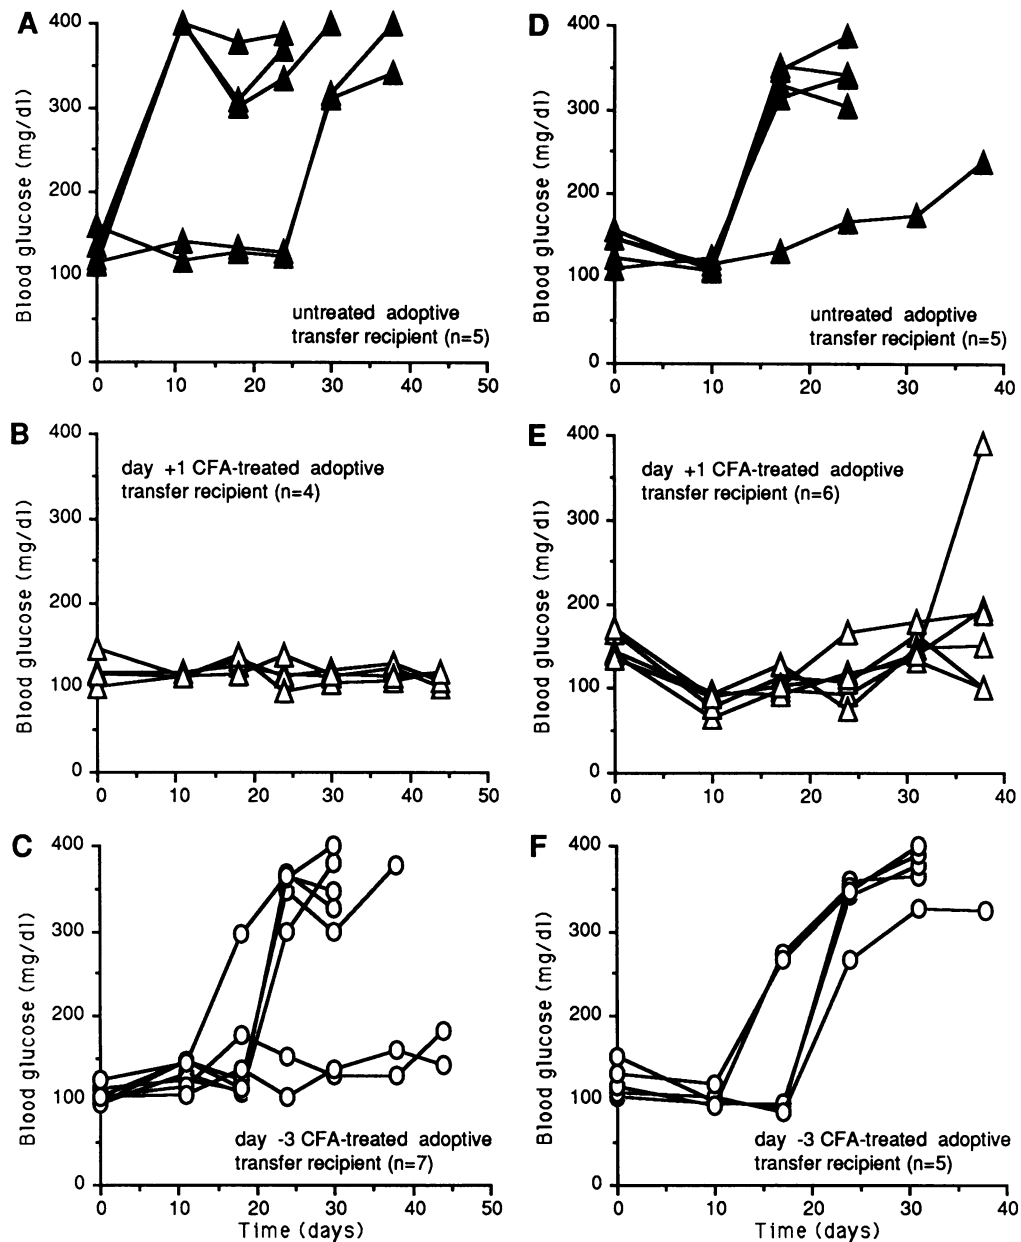 A
400
300
200
100
0
Blood glucose (mg/dl)
untreated adoptive
transfer recipient (n=5)
0 10 20 30 40 50
D
400
300
200
100
0
Blood glucose (mg/dl)
untreated adoptive
transfer recipient (n=5)
0 10 20 30 40
B
400
300
200
100
0
Blood glucose (mg/dl)
day +1 CFA-treated adoptive
transfer recipient (n=4)
0 10 20 30 40 50
E
400
300
200
100
0
Blood glucose (mg/dl)
day +1 CFA-treated adoptive
transfer recipient (n=6)
0 10 20 30 40
C
400
300
200
100
0
Blood glucose (mg/dl)
day -3 CFA-treated adoptive
transfer recipient (n=7)
0 10 20 30 40 50
Time (days)
F
400
300
200
100
0
Blood glucose (mg/dl)
day -3 CFA-treated adoptive
transfer recipient (n=5)
0 10 20 30 40
Time (days)